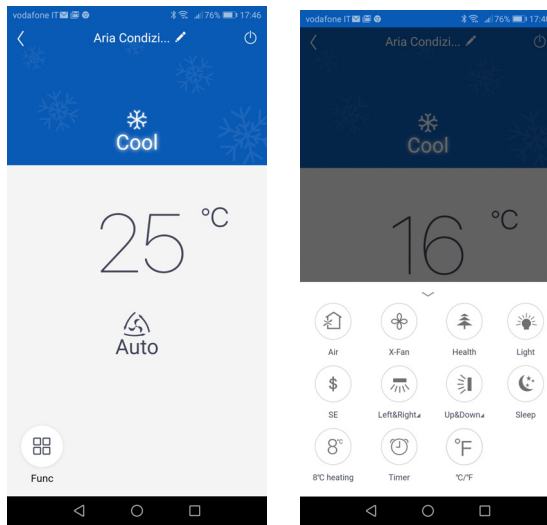 vodafone IT 76% 17:46
Aria Condizi...
Cool
25 °C
Auto
Func
vodafone IT 76% 17:46
Aria Condizi...
Cool
16 °C
Air X-Fan Health Light
$
SE Left&Right Up&Down Sleep
8℃ °F
8℃ heating Timer ℃/°F